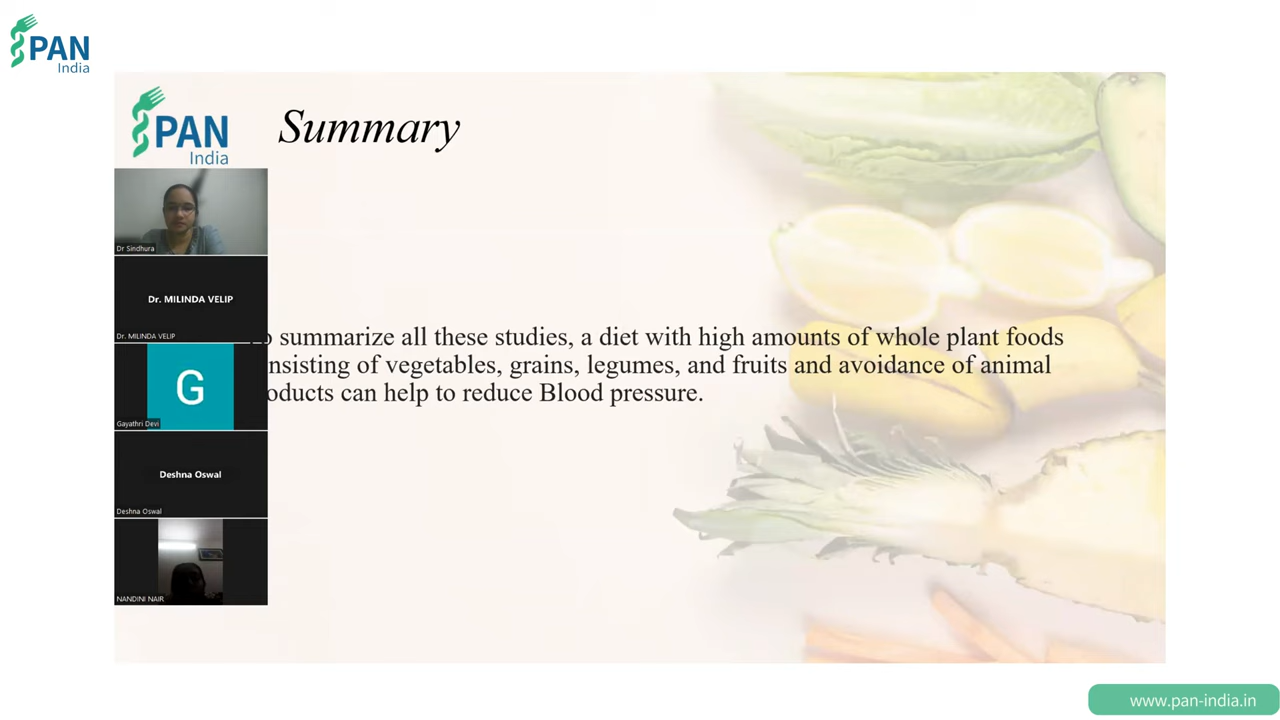 PAN
India
PAN
India
Summary
Dr Sindhura
Dr. MILINDA VELIP
Dr. MILINDA VELIP
summarize all these studies, a diet with high amounts of whole plant foods
nsisting of vegetables, grains, legumes, and fruits and avoidance of animal
oducts can help to reduce Blood pressure.
G
Gayathri Devi
Deshna Oswal
Deshna Oswal
NANDINI NAIR
www.pan-india.in